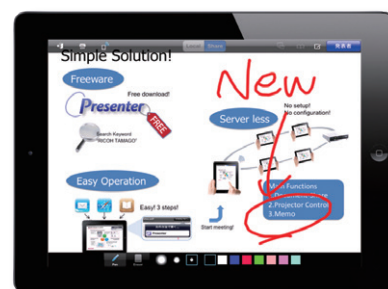 Simple Solution!
Freeware
Free download!
Presenter
FREE
Search Keyword
"RICOH TAMAGO"
New
No setup!
No configuration!
Server less
Easy Operation
Easy! 3 steps!
Start meeting!
Main Functions
2.Projector Control
3.Memo